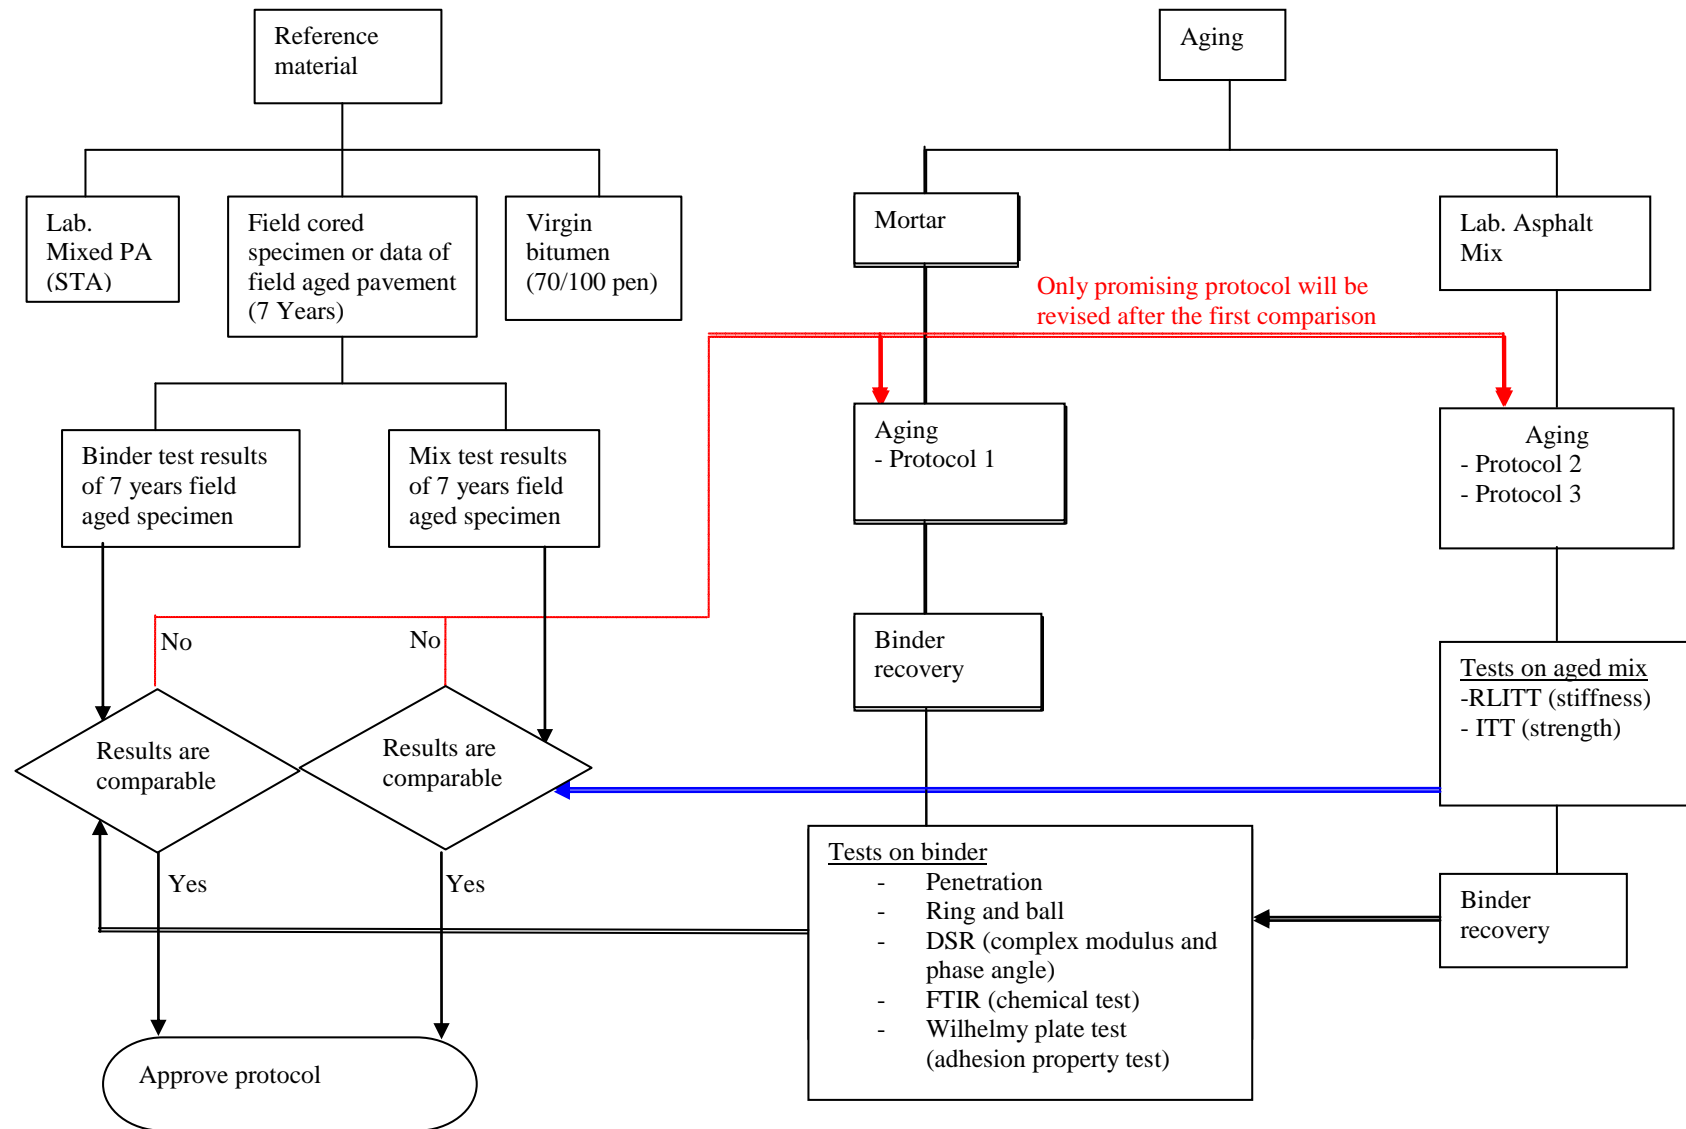 Reference
material
Aging
Lab.
Mixed PA
(STA)
Field cored
specimen or data of
field aged pavement
(7 Years)
Virgin
bitumen
(70/100 pen)
Mortar
Lab. Asphalt
Mix
Only promising protocol will be
revised after the first comparison
Binder test results
of 7 years field
aged specimen
Mix test results
of 7 years field
aged specimen
Aging
- Protocol 1
Aging
- Protocol 2
- Protocol 3
No
No
Binder
recovery
Tests on aged mix
-RLITT (stiffness)
- ITT (strength)
Results are
comparable
Results are
comparable
Yes
Yes
Tests on binder
- Penetration
- Ring and ball
- DSR (complex modulus and
phase angle)
- FTIR (chemical test)
- Wilhelmy plate test
(adhesion property test)
Binder
recovery
Approve protocol